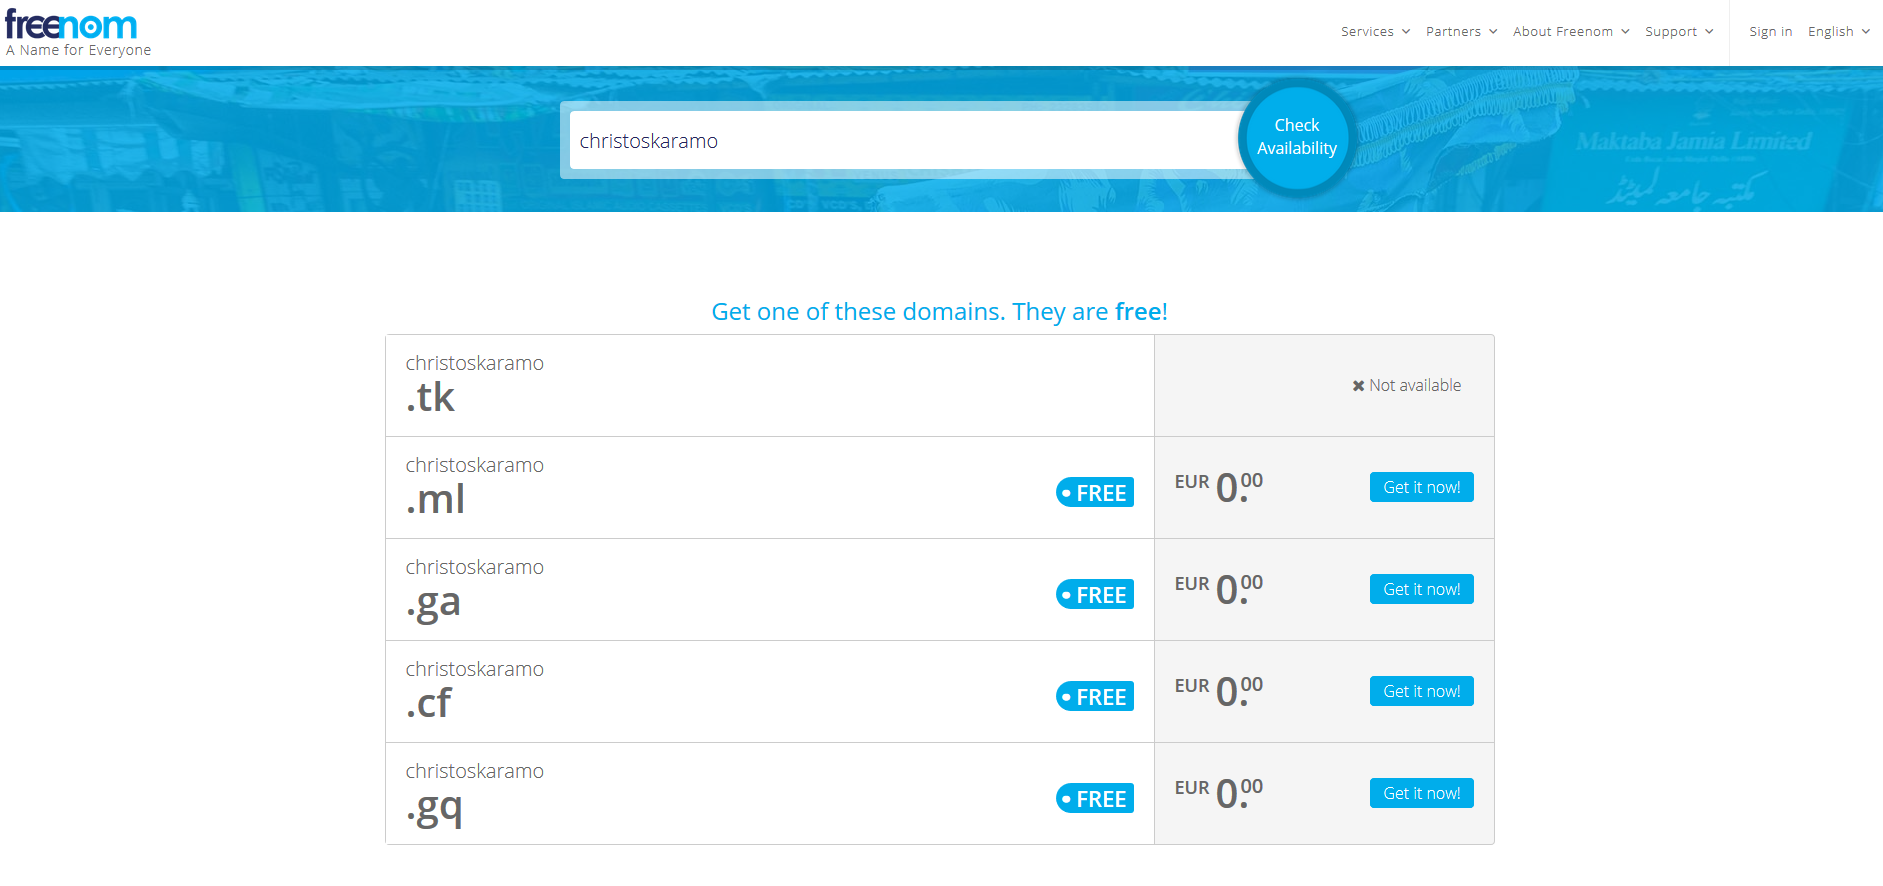 freenom
A Name for Everyone
Services
Partners
About Freenom
Support
Sign in
English
christoskaramo
Check
Availability
Maktaba Jamia Limited
مکتبہ جامعہ لمیٹڈ
Get one of these domains. They are free!
christoskaramo
.tk
✖ Not available
christoskaramo
.ml
FREE
EUR 0.00
Get it now!
christoskaramo
.ga
FREE
EUR 0.00
Get it now!
christoskaramo
.cf
FREE
EUR 0.00
Get it now!
christoskaramo
.gq
FREE
EUR 0.00
Get it now!